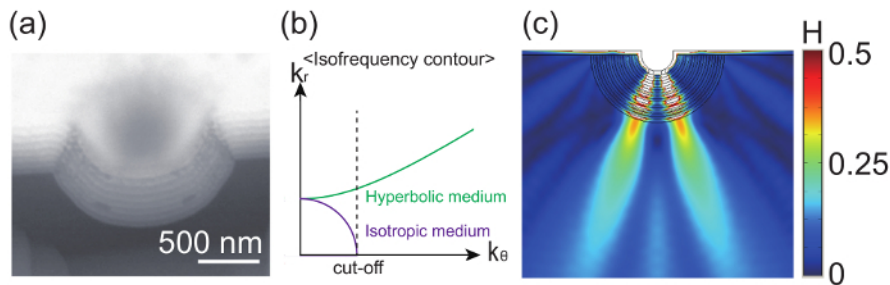 (a)
500 nm
(b)
<Isofrequency contour>
kr
Hyperbolic medium
Isotropic medium
kθ
cut-off
(c)
H
0.5
0.25
0